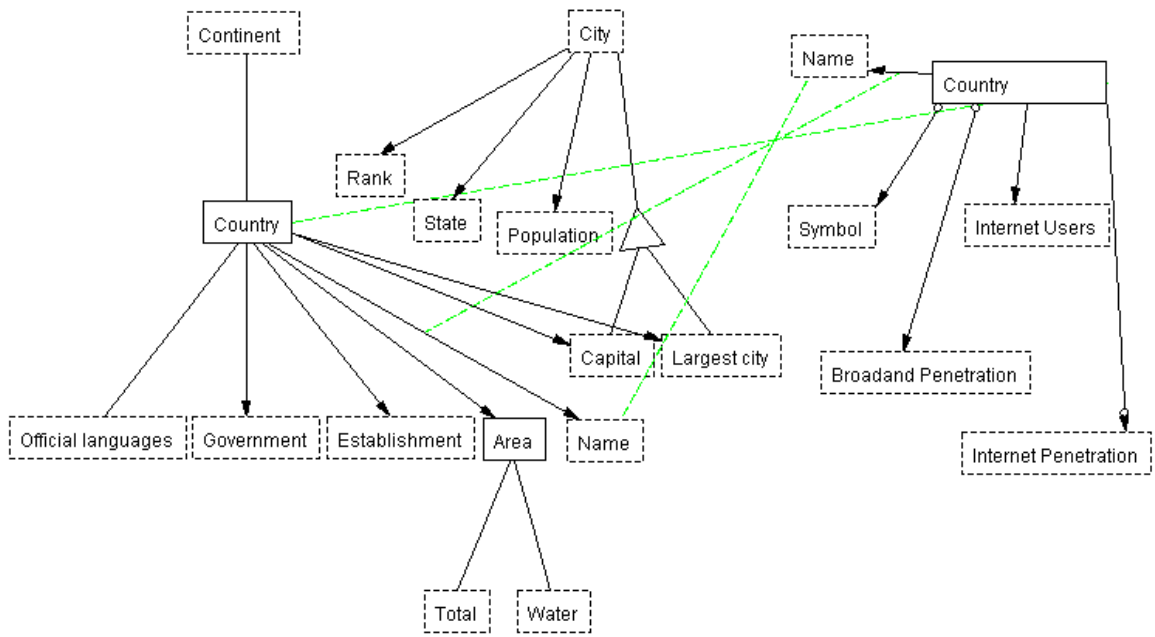 Continent
City
Name
Country
Rank
State
Population
Symbol
Internet Users
Country
Capital
Largest city
Broadand Penetration
Official languages
Government
Establishment
Area
Name
Internet Penetration
Total
Water